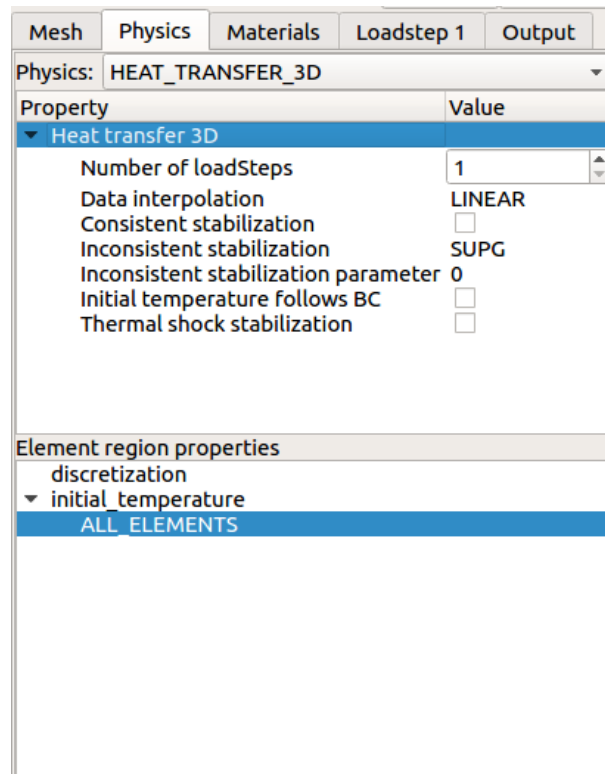 Mesh Physics Materials Loadstep 1 Output
Physics: HEAT_TRANSFER_3D
Property Value
Heat transfer 3D
Number of loadSteps 1
Data interpolation LINEAR
Consistent stabilization
Inconsistent stabilization SUPG
Inconsistent stabilization parameter 0
Initial temperature follows BC
Thermal shock stabilization
Element region properties
discretization
initial_temperature
ALL_ELEMENTS